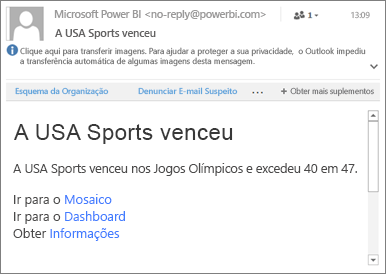 Microsoft Power BI <no-reply@powerbi.com>
1
13:09
A USA Sports venceu
Clique aqui para transferir imagens. Para ajudar a proteger a sua privacidade, o Outlook impediu
a transferência automática de algumas imagens desta mensagem.
Esquema da Organização
Denunciar E-mail Suspeito
...
+ Obter mais suplementos
A USA Sports venceu
A USA Sports venceu nos Jogos Olímpicos e excedeu 40 em 47.
Ir para o Mosaico
Ir para o Dashboard
Obter Informações